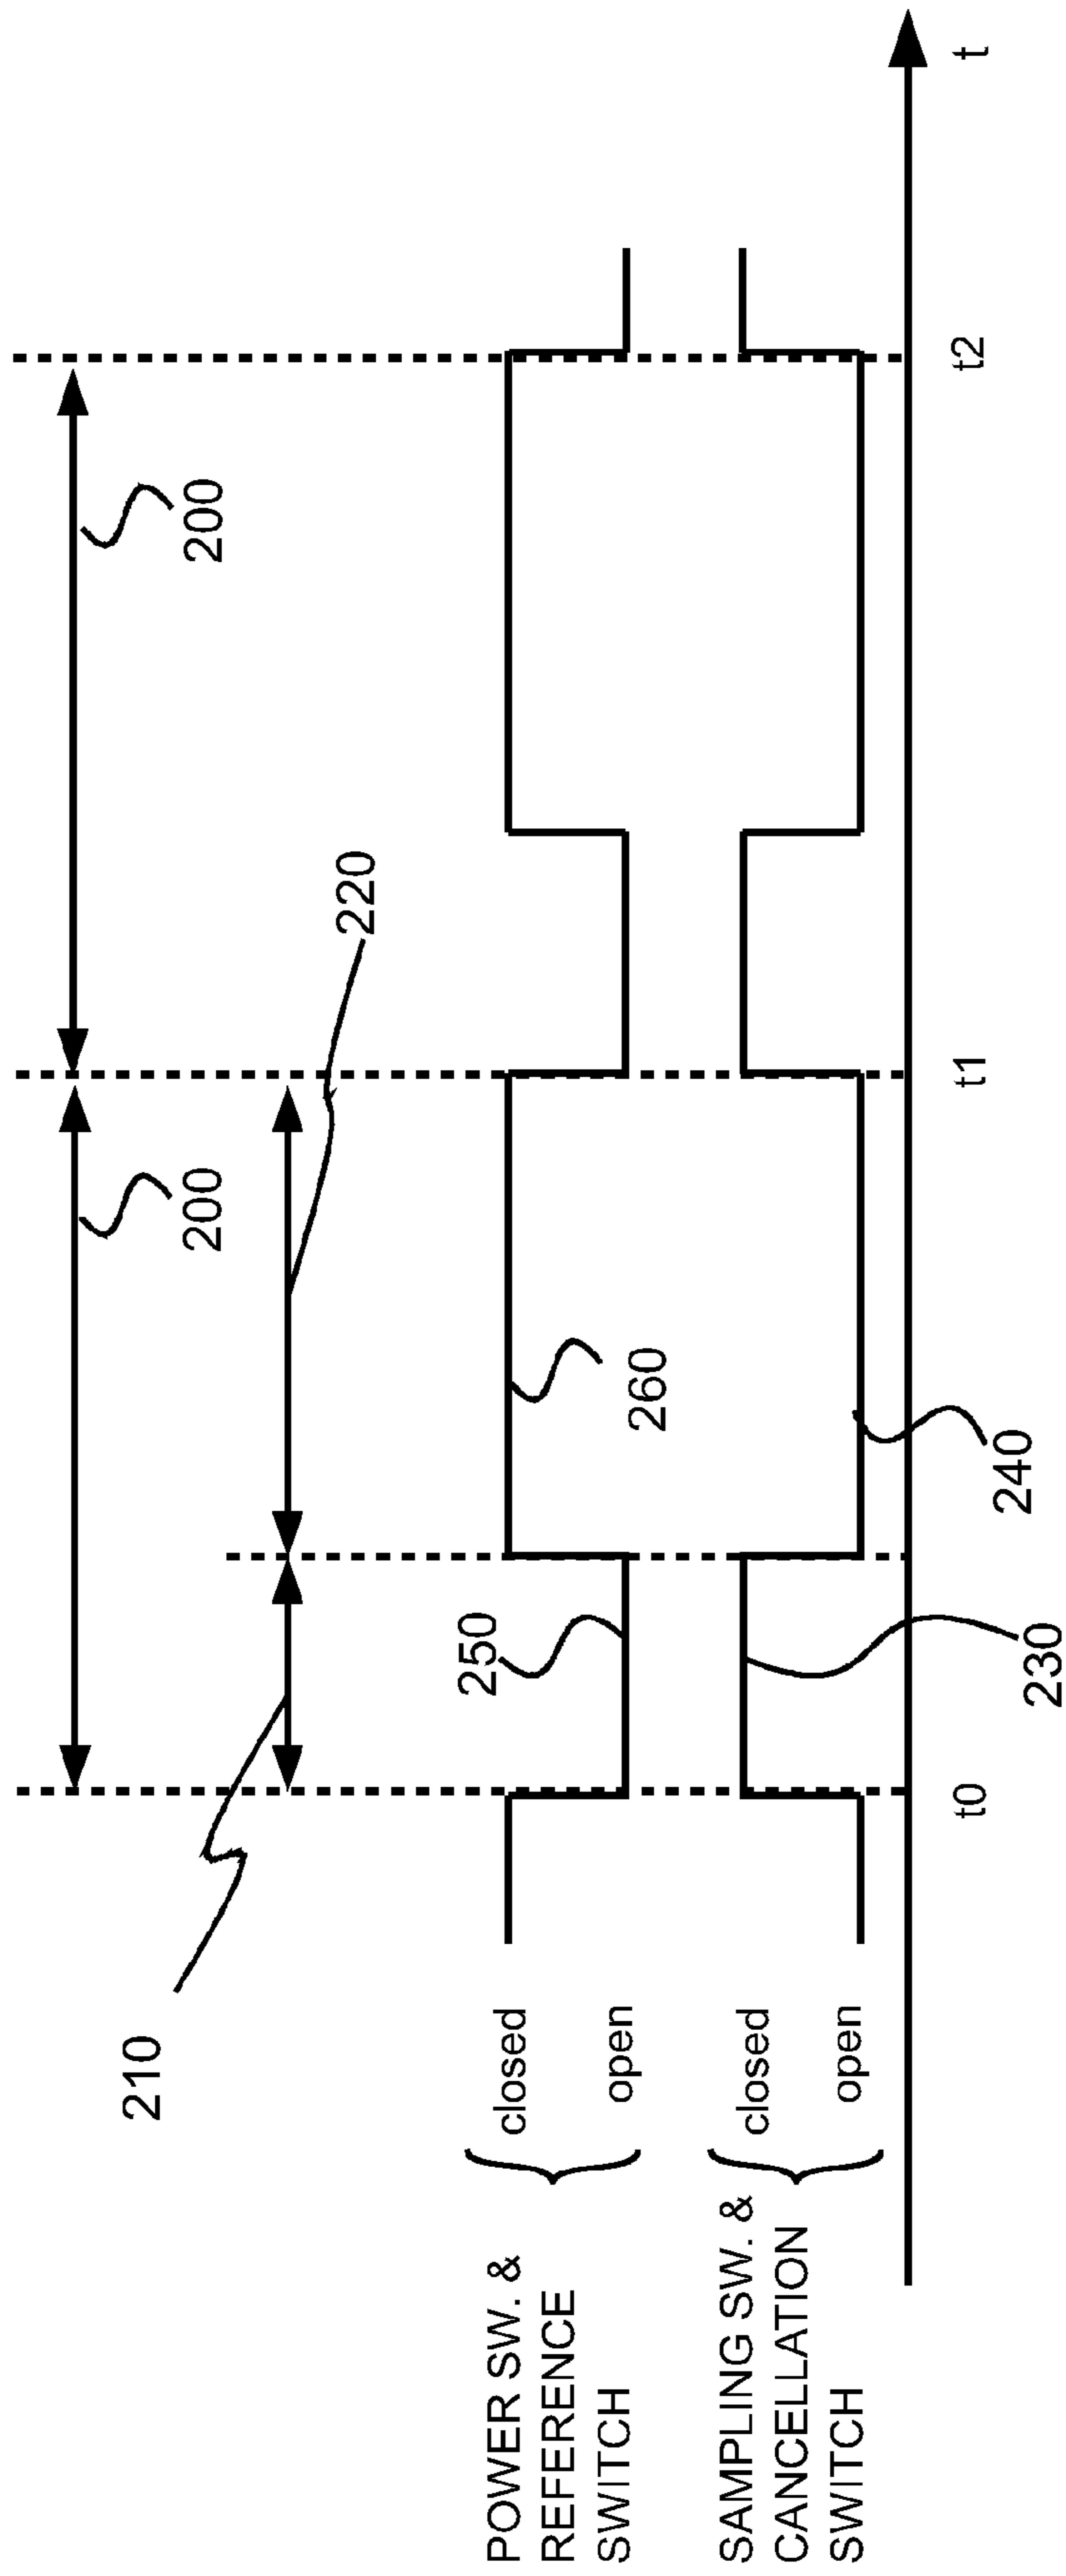 200
200
210
220
POWER SW. &
REFERENCE
SWITCH
closed
open
250
260
SAMPLING SW. &
CANCELLATION
SWITCH
closed
open
230
240
t0
t1
t2
t